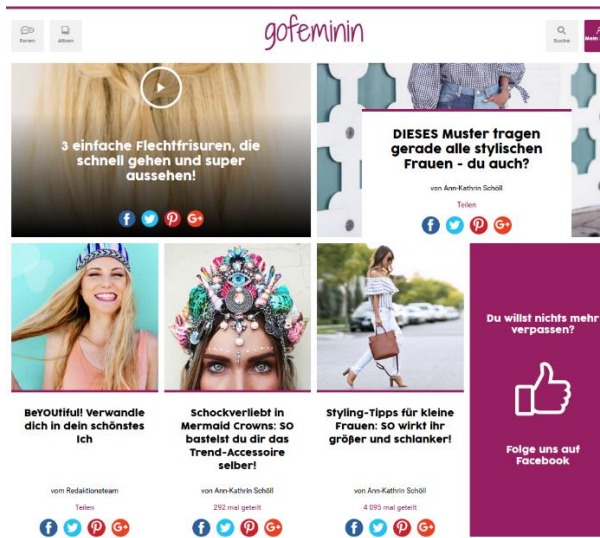 gofeminin
Foren
Album
Suche
Mein
3 einfache Flechtfrisuren, die
schnell gehen und super
aussehen!
DIESES Muster tragen
gerade alle stylischen
Frauen - du auch?
von Ann-Kathrin Schöll
Teilen
BeYOUtiful! Verwandle
dich in dein schönstes
Ich
vom Redaktionsteam
Teilen
Schockverliebt in
Mermaid Crowns: SO
bastelst du dir das
Trend-Accessoire
selber!
von Ann-Kathrin Schöll
292 mal geteilt
Styling-Tipps für kleine
Frauen: SO wirkt ihr
größer und schlanker!
von Ann-Kathrin Schöll
4 095 mal geteilt
Du willst nichts mehr
verpassen?
Folge uns auf
Facebook